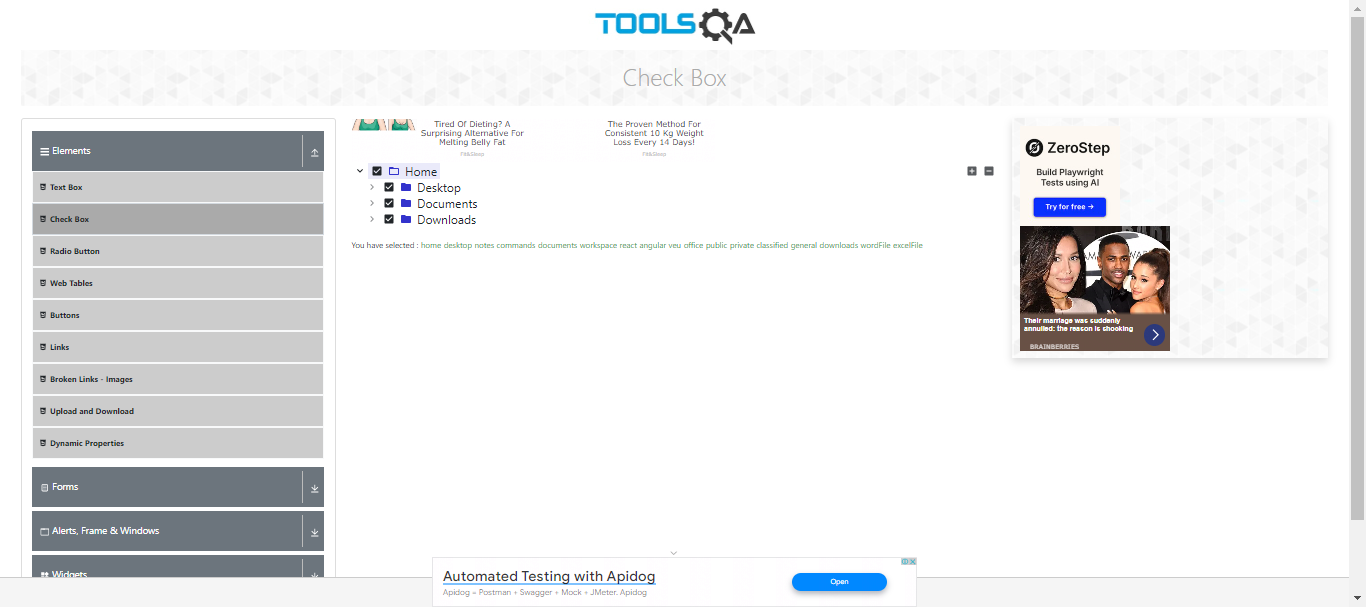 TOOLSQA
Check Box
Elements
Text Box
Check Box
Radio Button
Web Tables
Buttons
Links
Broken Links - Images
Upload and Download
Dynamic Properties
Forms
Alerts, Frame & Windows
Widgets
Tired Of Dieting? A
Surprising Alternative For
Melting Belly Fat
Fit&Sleep
The Proven Method For
Consistent 10 Kg Weight
Loss Every 14 Days!
Fit&Sleep
Home
Desktop
Documents
Downloads
You have selected : home desktop notes commands documents workspace react angular veu office public private classified general downloads wordFile excelFile
ZeroStep
Build Playwright
Tests using AI
Try for free →
Their marriage was suddenly
annulled: the reason is shocking
BRAINBERRIES
Automated Testing with Apidog
Apidog = Postman + Swagger + Mock + JMeter. Apidog
Open